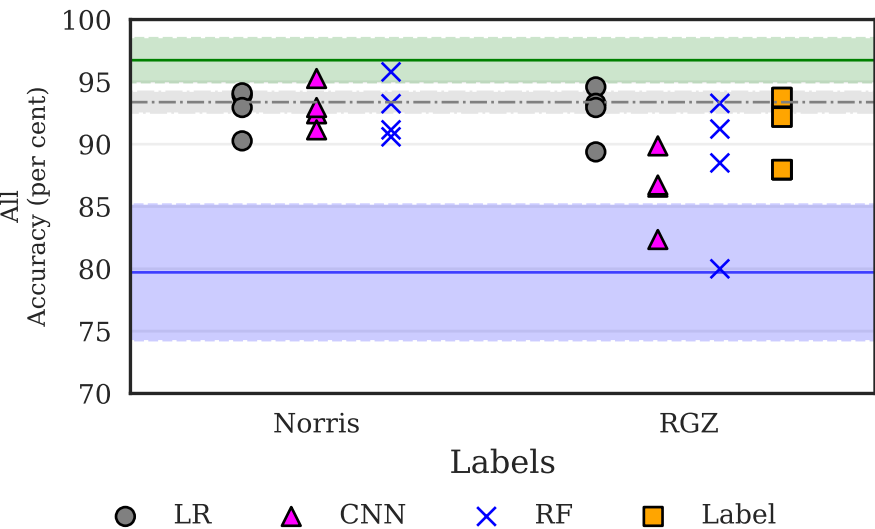 All
Accuracy (per cent)
100
95
90
85
80
75
70
Norris
RGZ
Labels
LR
CNN
RF
Label